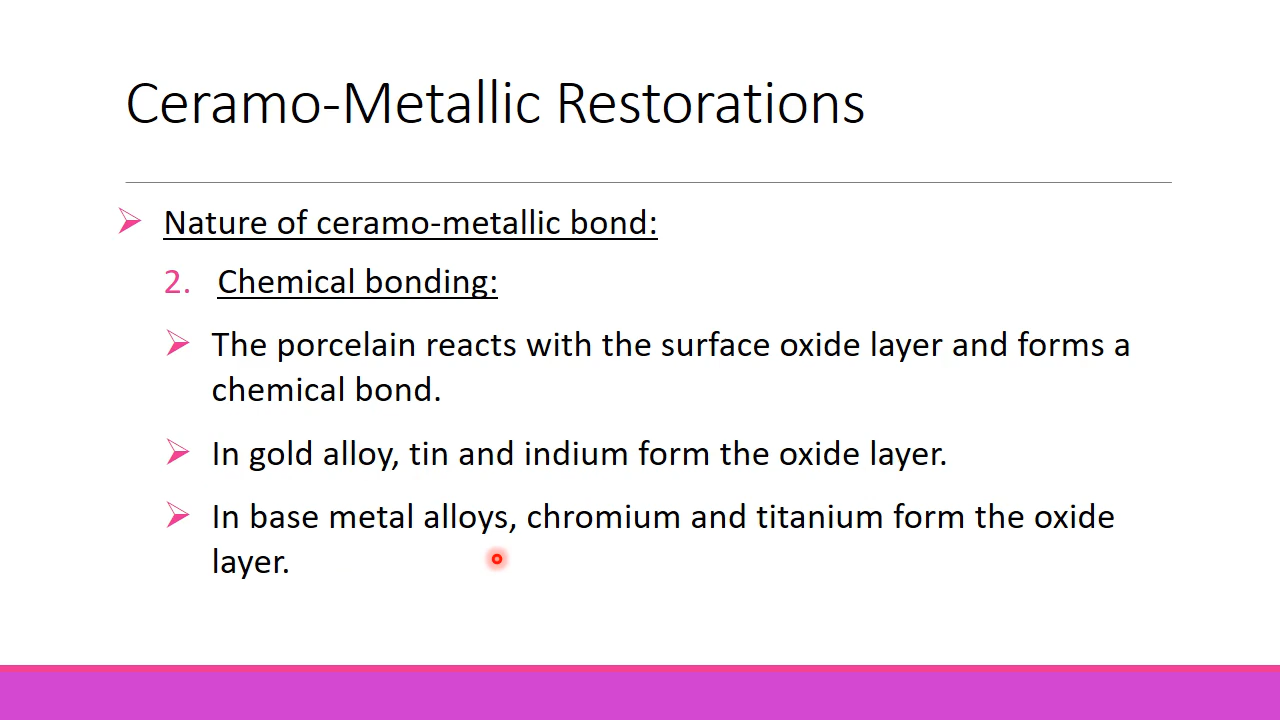 Ceramo-Metallic Restorations
Nature of ceramo-metallic bond:
2. Chemical bonding:
The porcelain reacts with the surface oxide layer and forms a
chemical bond.
In gold alloy, tin and indium form the oxide layer.
In base metal alloys, chromium and titanium form the oxide
layer.